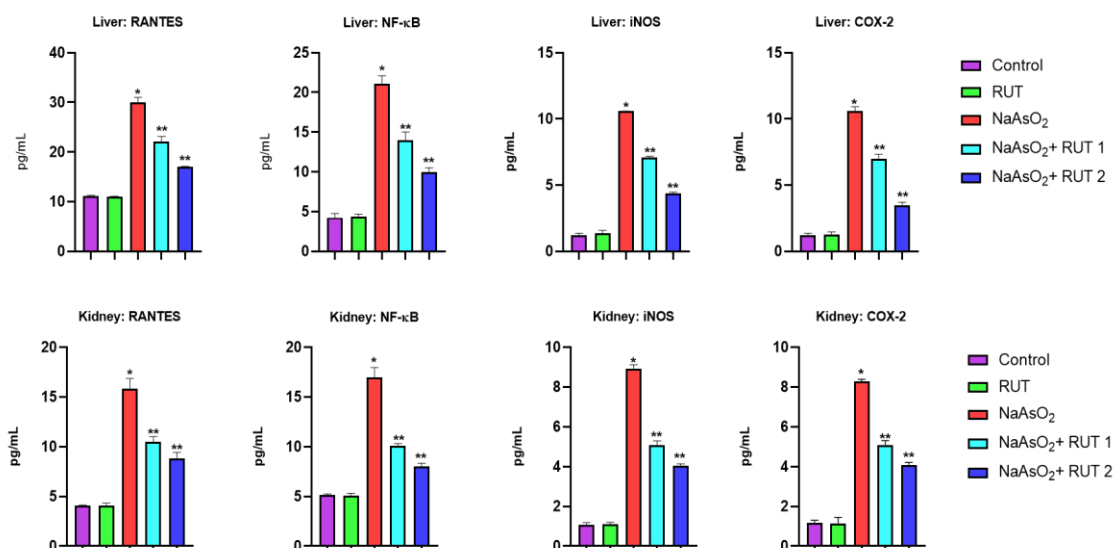 Liver: RANTES
pg/mL
40
30
20
10
0
*
**
**
Liver: NF-κB
pg/mL
25
20
15
10
5
0
*
**
**
Liver: iNOS
pg/mL
15
10
5
0
*
**
**
Liver: COX-2
pg/mL
15
10
5
0
*
**
**
Control
RUT
NaAsO₂
NaAsO₂+ RUT 1
NaAsO₂+ RUT 2
Kidney: RANTES
pg/mL
20
15
10
5
0
*
**
**
Kidney: NF-κB
pg/mL
20
15
10
5
0
*
**
**
Kidney: iNOS
pg/mL
10
8
6
4
2
0
*
**
**
Kidney: COX-2
pg/mL
10
8
6
4
2
0
*
**
**
Control
RUT
NaAsO₂
NaAsO₂+ RUT 1
NaAsO₂+ RUT 2